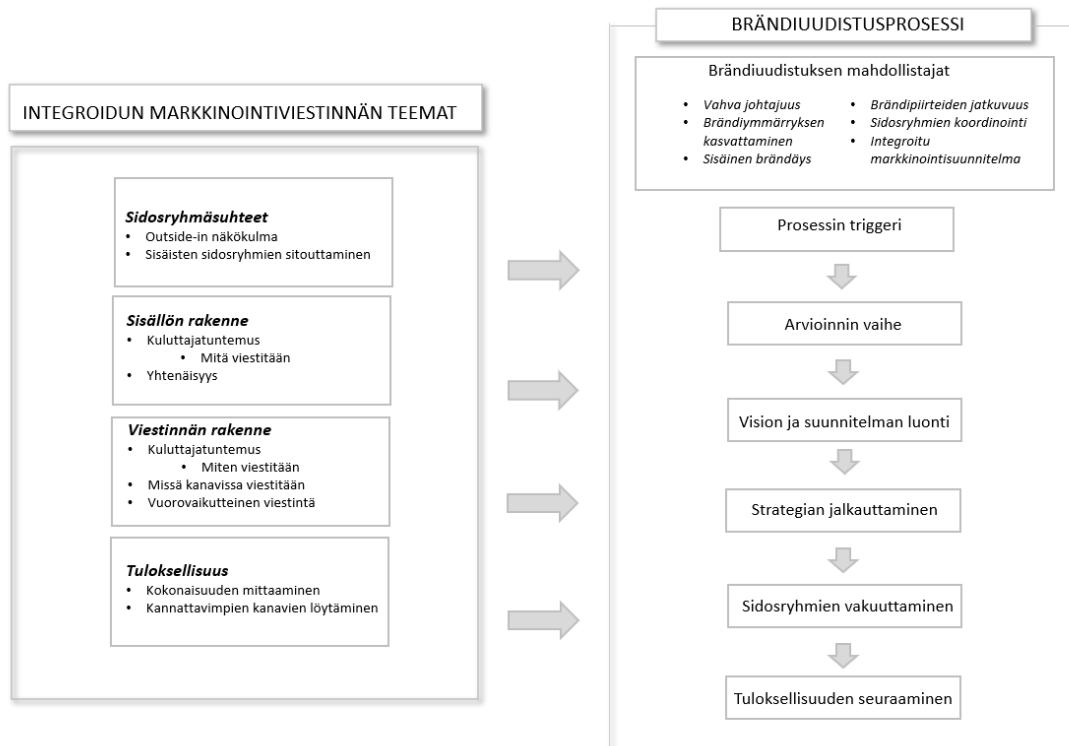 INTEGROIDUN MARKKINOINTIVIESTINNÄN TEEMAT
Sidosryhmäsuhteet
• Outside-in näkökulma
• Sisäisten sidosryhmien sitouttaminen
Sisällön rakenne
• Kuluttajatuntemus
• Mitä viestitään
• Yhtenäisyys
Viestinnän rakenne
• Kuluttajatuntemus
• Miten viestitään
• Missä kanavissa viestitään
• Vuorovaikutteinen viestintä
Tuloksellisuus
• Kokonaisuuden mittaaminen
• Kannattavimpien kanavien löytäminen
BRÄNDIUUDISTUSPROSESSI
Brändiuudistuksen mahdollistajat
• Vahva johtajuus
• Brändiymmärryksen
kasvattaminen
• Sisäinen brändäys
• Brändipiirteiden jatkuvuus
• Sidosryhmien koordinointi
• Integroitu
markkinointisuunnitelma
Prosessin triggeri
Arvioinnin vaihe
Vision ja suunnitelman luonti
Strategian jalkauttaminen
Sidosryhmien vakuuttaminen
Tuloksellisuuden seuraaminen